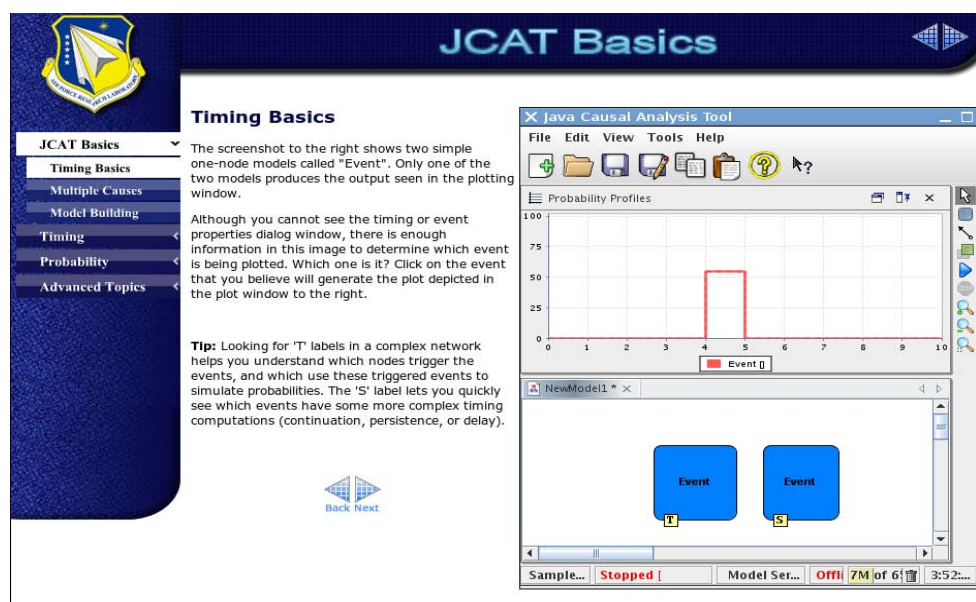 JCAT Basics
AIR FORCE RESEARCH LABORATORY
JCAT Basics
Timing Basics
Multiple Causes
Model Building
Timing
Probability
Advanced Topics
Timing Basics
The screenshot to the right shows two simple
one-node models called "Event". Only one of the
two models produces the output seen in the plotting
window.
Although you cannot see the timing or event
properties dialog window, there is enough
information in this image to determine which event
is being plotted. Which one is it? Click on the event
that you believe will generate the plot depicted in
the plot window to the right.
Tip: Looking for 'T' labels in a complex network
helps you understand which nodes trigger the
events, and which use these triggered events to
simulate probabilities. The 'S' label lets you quickly
see which events have some more complex timing
computations (continuation, persistence, or delay).
Back Next
Java Causal Analysis Tool
File Edit View Tools Help
Probability Profiles
100
75
50
25
0
0 1 2 3 4 5 6 7 8 9 10
Event []
NewModel1 * ×
Event Event
T S
Sample... Stopped [ Model Ser... Offli 7M of 6 3:52:...